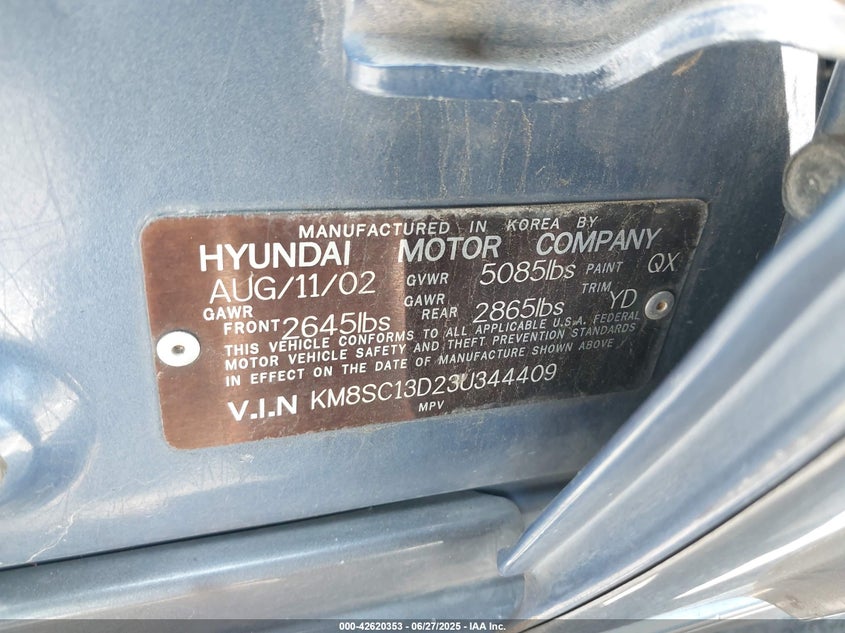 MANUFACTURED IN KOREA BY
HYUNDAI MOTOR COMPANY
AUG/11/02 GVWR 5085lbs PAINT QX
GAWR FRONT 2645lbs GAWR REAR 2865lbs TRIM YD
THIS VEHICLE CONFORMS TO ALL APPLICABLE U.S.A. FEDERAL
MOTOR VEHICLE SAFETY AND THEFT PREVENTION STANDARDS
IN EFFECT ON THE DATE OF MANUFACTURE SHOWN ABOVE
V.I.N KM8SC13D23U344409
MPV
000-42620353 - 06/27/2025 - IAA Inc.